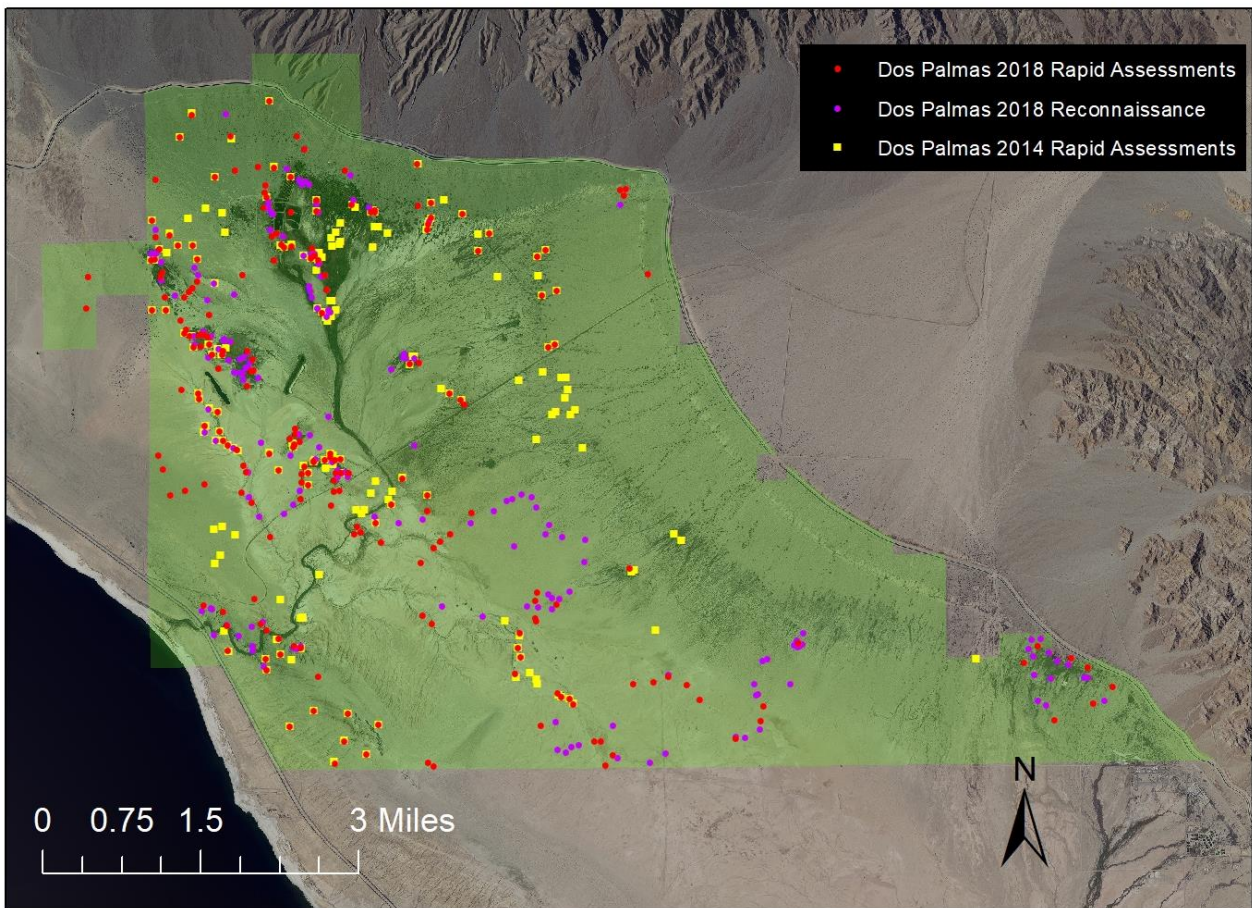 Dos Palmas 2018 Rapid Assessments
Dos Palmas 2018 Reconnaissance
Dos Palmas 2014 Rapid Assessments
N
0 0.75 1.5 3 Miles